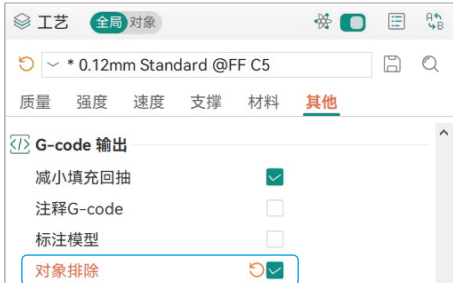 工艺 全局 对象
* 0.12mm Standard @FF C5
质量 强度 速度 支撑 材料 其他
G-code 输出
减小填充回抽
注释G-code
标注模型
对象排除